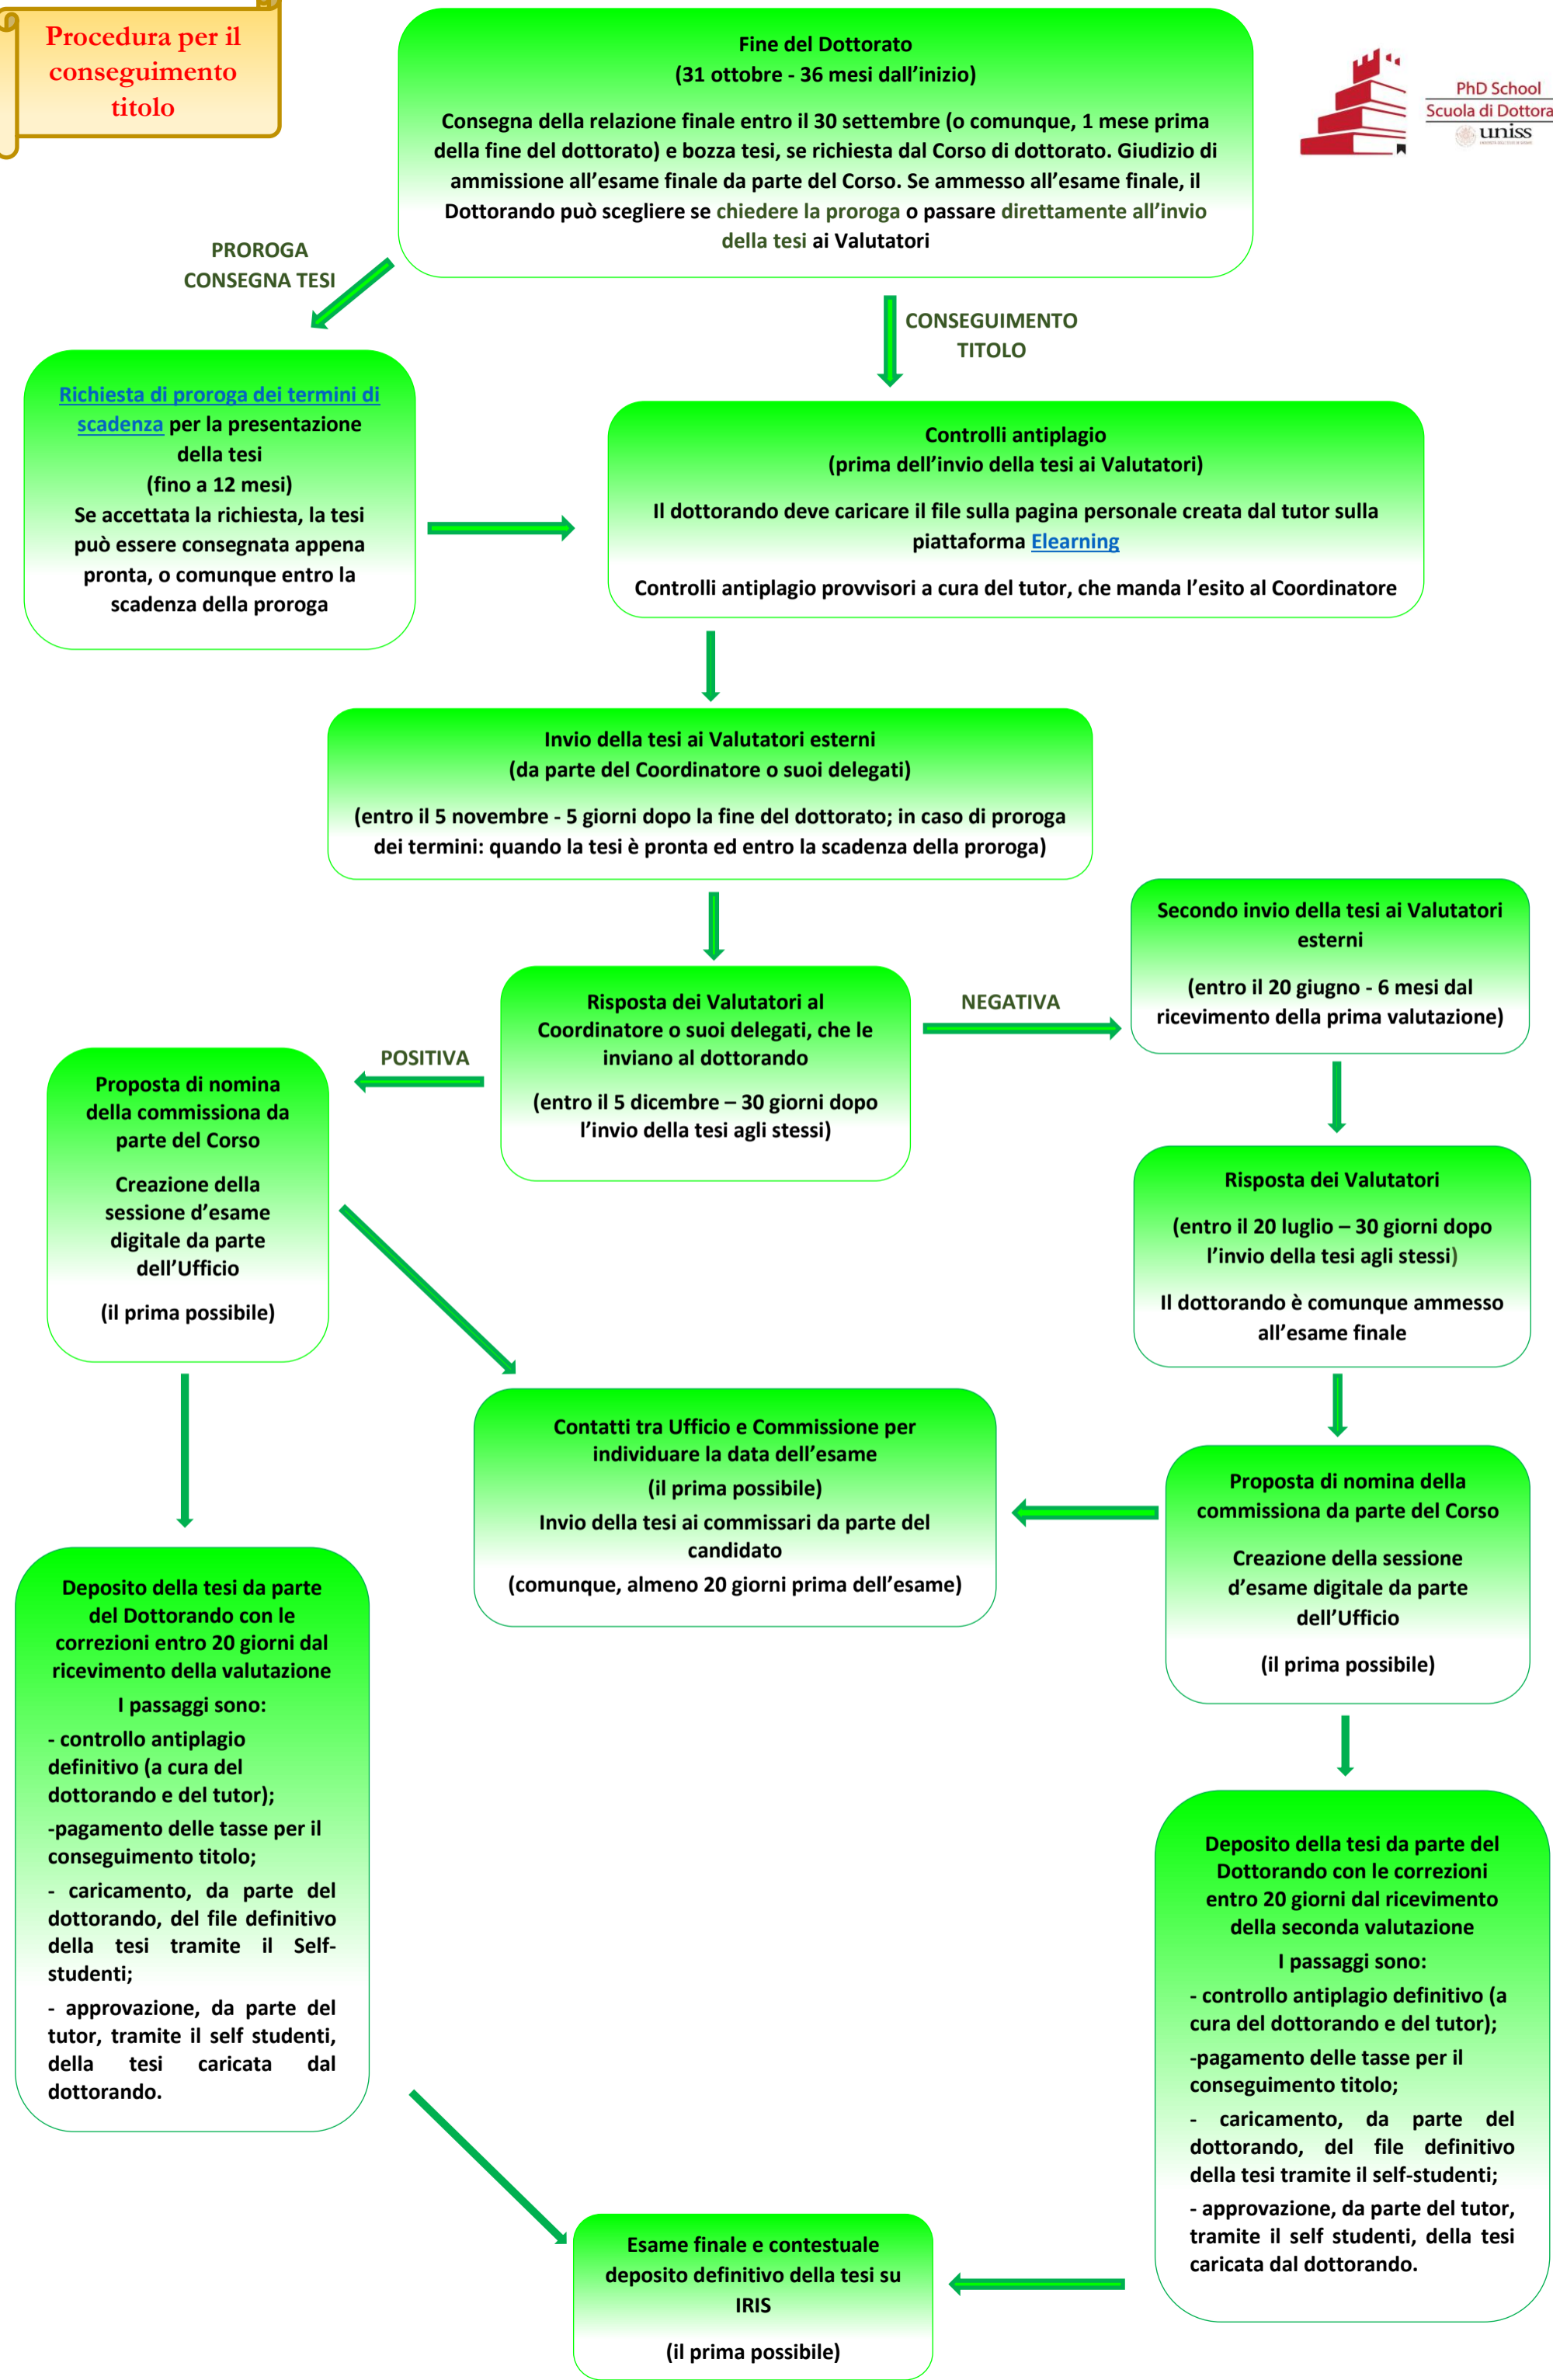 Procedura per il
conseguimento
titolo
Fine del Dottorato
(31 ottobre - 36 mesi dall’inizio)
Consegna della relazione finale entro il 30 settembre (o comunque, 1 mese prima
della fine del dottorato) e bozza tesi, se richiesta dal Corso di dottorato. Giudizio di
ammissione all’esame finale da parte del Corso. Se ammesso all’esame finale, il
Dottorando può scegliere se chiedere la proroga o passare direttamente all’invio
della tesi ai Valutatori
PhD School
Scuola di Dottora
uniss
PROROGA
CONSEGNA TESI
CONSEGUIMENTO
TITOLO
Richiesta di proroga dei termini di
scadenza per la presentazione
della tesi
(fino a 12 mesi)
Se accettata la richiesta, la tesi
può essere consegnata appena
pronta, o comunque entro la
scadenza della proroga
Controlli antiplagio
(prima dell’invio della tesi ai Valutatori)
Il dottorando deve caricare il file sulla pagina personale creata dal tutor sulla
piattaforma Elearning
Controlli antiplagio provvisori a cura del tutor, che manda l’esito al Coordinatore
Invio della tesi ai Valutatori esterni
(da parte del Coordinatore o suoi delegati)
(entro il 5 novembre - 5 giorni dopo la fine del dottorato; in caso di proroga
dei termini: quando la tesi è pronta ed entro la scadenza della proroga)
Risposta dei Valutatori al
Coordinatore o suoi delegati, che le
inviano al dottorando
(entro il 5 dicembre – 30 giorni dopo
l’invio della tesi agli stessi)
NEGATIVA
Secondo invio della tesi ai Valutatori
esterni
(entro il 20 giugno - 6 mesi dal
ricevimento della prima valutazione)
POSITIVA
Proposta di nomina
della commissiona da
parte del Corso
Creazione della
sessione d’esame
digitale da parte
dell’Ufficio
(il prima possibile)
Risposta dei Valutatori
(entro il 20 luglio – 30 giorni dopo
l’invio della tesi agli stessi)
Il dottorando è comunque ammesso
all’esame finale
Contatti tra Ufficio e Commissione per
individuare la data dell’esame
(il prima possibile)
Invio della tesi ai commissari da parte del
candidato
(comunque, almeno 20 giorni prima dell’esame)
Proposta di nomina della
commissiona da parte del Corso
Creazione della sessione
d’esame digitale da parte
dell’Ufficio
(il prima possibile)
Deposito della tesi da parte
del Dottorando con le
correzioni entro 20 giorni dal
ricevimento della valutazione
I passaggi sono:
- controllo antiplagio
definitivo (a cura del
dottorando e del tutor);
-pagamento delle tasse per il
conseguimento titolo;
- caricamento, da parte del
dottorando, del file definitivo
della tesi tramite il Self-
studenti;
- approvazione, da parte del
tutor, tramite il self studenti,
della tesi caricata dal
dottorando.
Deposito della tesi da parte del
Dottorando con le correzioni
entro 20 giorni dal ricevimento
della seconda valutazione
I passaggi sono:
- controllo antiplagio definitivo (a
cura del dottorando e del tutor);
-pagamento delle tasse per il
conseguimento titolo;
- caricamento, da parte del
dottorando, del file definitivo
della tesi tramite il self-studenti;
- approvazione, da parte del tutor,
tramite il self studenti, della tesi
caricata dal dottorando.
Esame finale e contestuale
deposito definitivo della tesi su
IRIS
(il prima possibile)